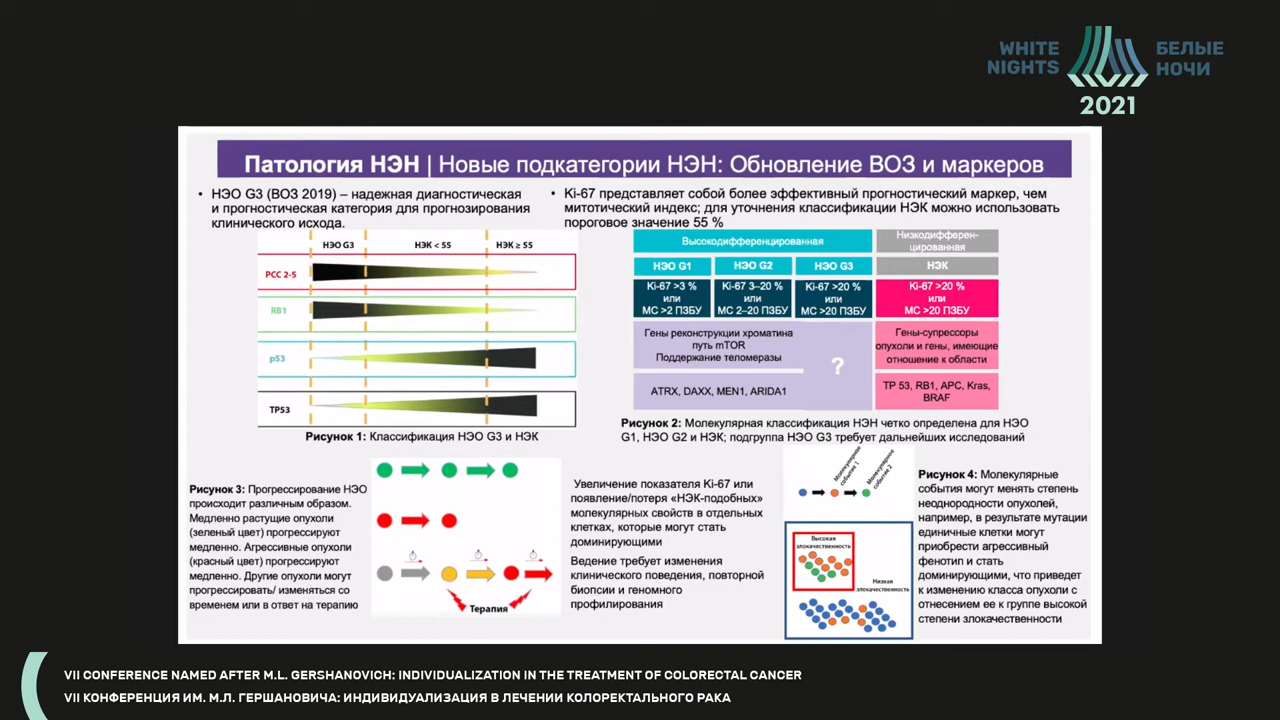 WHITE
NIGHTS
БЕЛЫЕ
НОЧИ
2021
Патология НЭН | Новые подкатегории НЭН: Обновление ВОЗ и маркеров
• НЭО G3 (ВОЗ 2019) – надежная диагностическая
и прогностическая категория для прогнозирования
клинического исхода.
• Ki-67 представляет собой более эффективный прогностический маркер, чем
митотический индекс; для уточнения классификации НЭК можно использовать
пороговое значение 55 %
НЭО G3
НЭК < 55
НЭК ≥ 55
РСС 2-5
RB1
p53
TP53
Рисунок 1: Классификация НЭО G3 и НЭК
Высокодифференцированная
Низкодифферен-
цированная
НЭО G1
НЭО G2
НЭО G3
НЭК
Ki-67 >3 %
или
МС >2 ПЗБУ
Ki-67 3–20 %
или
МС 2–20 ПЗБУ
Ki-67 >20 %
или
МС >20 ПЗБУ
Ki-67 >20 %
или
МС >20 ПЗБУ
Гены реконструкции хроматина
путь mTOR
Поддержание теломеразы
?
Гены-супрессоры
опухоли и гены, имеющие
отношение к области
ATRX, DAXX, MEN1, ARIDA1
TP 53, RB1, APC, Kras,
BRAF
Рисунок 2: Молекулярная классификация НЭН четко определена для НЭО
G1, НЭО G2 и НЭК; подгруппа НЭО G3 требует дальнейших исследований
Рисунок 3: Прогрессирование НЭО
происходит различным образом.
Медленно растущие опухоли
(зеленый цвет) прогрессируют
медленно. Агрессивные опухоли
(красный цвет) прогрессируют
медленно. Другие опухоли могут
прогрессировать/ изменяться со
временем или в ответ на терапию
Терапия
Увеличение показателя Ki-67 или
появление/потеря «НЭК-подобных»
молекулярных свойств в отдельных
клетках, которые могут стать
доминирующими
Ведение требует изменения
клинического поведения, повторной
биопсии и геномного
профилирования
Молекулярное
событие 1
Молекулярное
событие 2
Высокая
злокачественность
Низкая
злокачественность
Рисунок 4: Молекулярные
события могут менять степень
неоднородности опухолей,
например, в результате мутации
единичные клетки могут
приобрести агрессивный
фенотип и стать
доминирующими, что приведет
к изменению класса опухоли с
отнесением ее к группе высокой
степени злокачественности
VII CONFERENCE NAMED AFTER M.L. GERSHANOVICH: INDIVIDUALIZATION IN THE TREATMENT OF COLORECTAL CANCER
VII КОНФЕРЕНЦИЯ ИМ. М.Л. ГЕРШАНОВИЧА: ИНДИВИДУАЛИЗАЦИЯ В ЛЕЧЕНИИ КОЛОРЕКТАЛЬНОГО РАКА